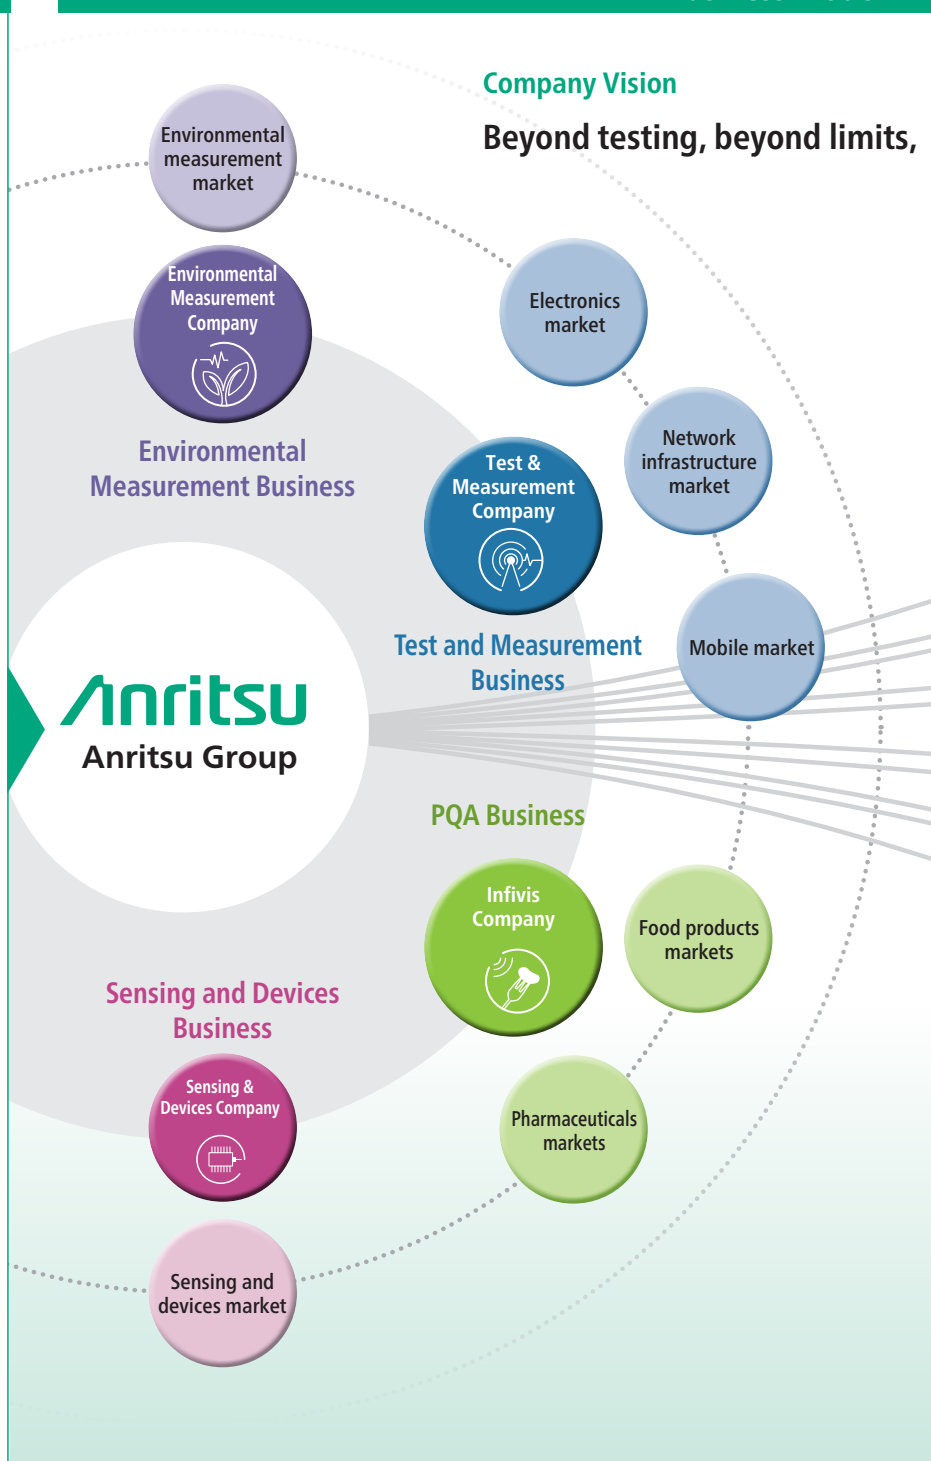 Company Vision
Beyond testing, beyond limits,
Environmental
measurement
market
Environmental
Measurement
Company
Environmental
Measurement Business
Electronics
market
Network
infrastructure
market
Test &
Measurement
Company
Test and Measurement
Business
Mobile market
Anritsu
Anritsu Group
PQA Business
Infivis
Company
Food products
markets
Sensing and Devices
Business
Sensing &
Devices Company
Pharmaceuticals
markets
Sensing and
devices market